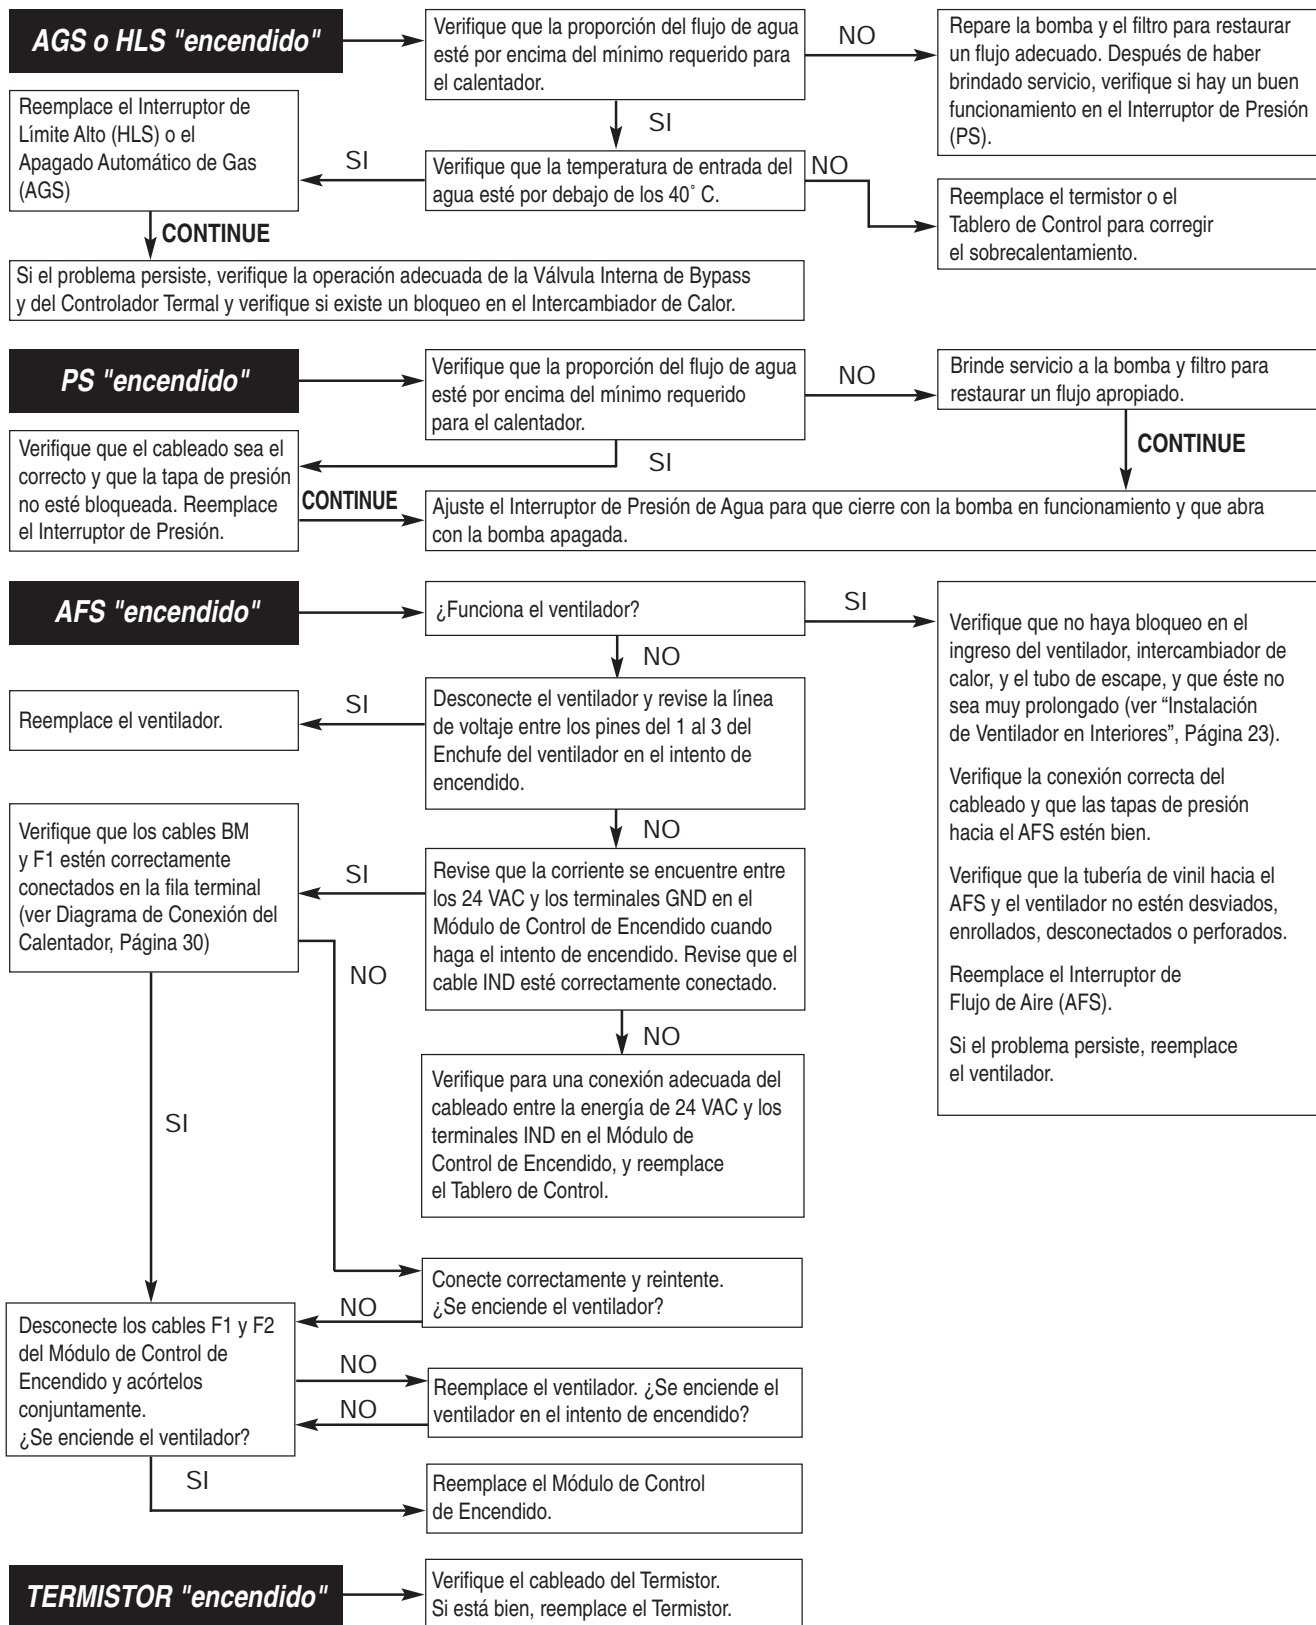 AGS o HLS "encendido"
Verifique que la proporción del flujo de agua
esté por encima del mínimo requerido para
el calentador.
NO
Repare la bomba y el filtro para restaurar
un flujo adecuado. Después de haber
brindado servicio, verifique si hay un buen
funcionamiento en el Interruptor de Presión
(PS).
SI
Verifique que la temperatura de entrada del
agua esté por debajo de los 40˚ C.
SI
Reemplace el Interruptor de
Límite Alto (HLS) o el
Apagado Automático de Gas
(AGS)
NO
Reemplace el termistor o el
Tablero de Control para corregir
el sobrecalentamiento.
CONTINUE
Si el problema persiste, verifique la operación adecuada de la Válvula Interna de Bypass
y del Controlador Termal y verifique si existe un bloqueo en el Intercambiador de Calor.
PS "encendido"
Verifique que la proporción del flujo de agua
esté por encima del mínimo requerido
para el calentador.
NO
Brinde servicio a la bomba y filtro para
restaurar un flujo apropiado.
SI
Verifique que el cableado sea el
correcto y que la tapa de presión
no esté bloqueada. Reemplace
el Interruptor de Presión.
CONTINUE
CONTINUE
Ajuste el Interruptor de Presión de Agua para que cierre con la bomba en funcionamiento y que abra
con la bomba apagada.
AFS "encendido"
¿Funciona el ventilador?
SI
Verifique que no haya bloqueo en el
ingreso del ventilador, intercambiador de
calor, y el tubo de escape, y que éste no
sea muy prolongado (ver “Instalación
de Ventilador en Interiores”, Página 23).
Verifique la conexión correcta del
cableado y que las tapas de presión
hacia el AFS estén bien.
Verifique que la tubería de vinil hacia el
AFS y el ventilador no estén desviados,
enrollados, desconectados o perforados.
Reemplace el Interruptor de
Flujo de Aire (AFS).
Si el problema persiste, reemplace
el ventilador.
NO
Desconecte el ventilador y revise la línea
de voltaje entre los pines del 1 al 3 del
Enchufe del ventilador en el intento de
encendido.
SI
Reemplace el ventilador.
NO
Revise que la corriente se encuentre entre
los 24 VAC y los terminales GND en el
Módulo de Control de Encendido cuando
haga el intento de encendido. Revise que el
cable IND esté correctamente conectado.
SI
Verifique que los cables BM
y F1 estén correctamente
conectados en la fila terminal
(ver Diagrama de Conexión del
Calentador, Página 30)
NO
NO
Verifique para una conexión adecuada del
cableado entre la energía de 24 VAC y los
terminales IND en el Módulo de
Control de Encendido, y reemplace
el Tablero de Control.
SI
Conecte correctamente y reintente.
¿Se enciende el ventilador?
NO
Desconecte los cables F1 y F2
del Módulo de Control de
Encendido y acórtelos
conjuntamente.
¿Se enciende el ventilador?
NO
NO
Reemplace el ventilador. ¿Se enciende el
ventilador en el intento de encendido?
SI
Reemplace el Módulo de Control
de Encendido.
TERMISTOR "encendido"
Verifique el cableado del Termistor.
Si está bien, reemplace el Termistor.